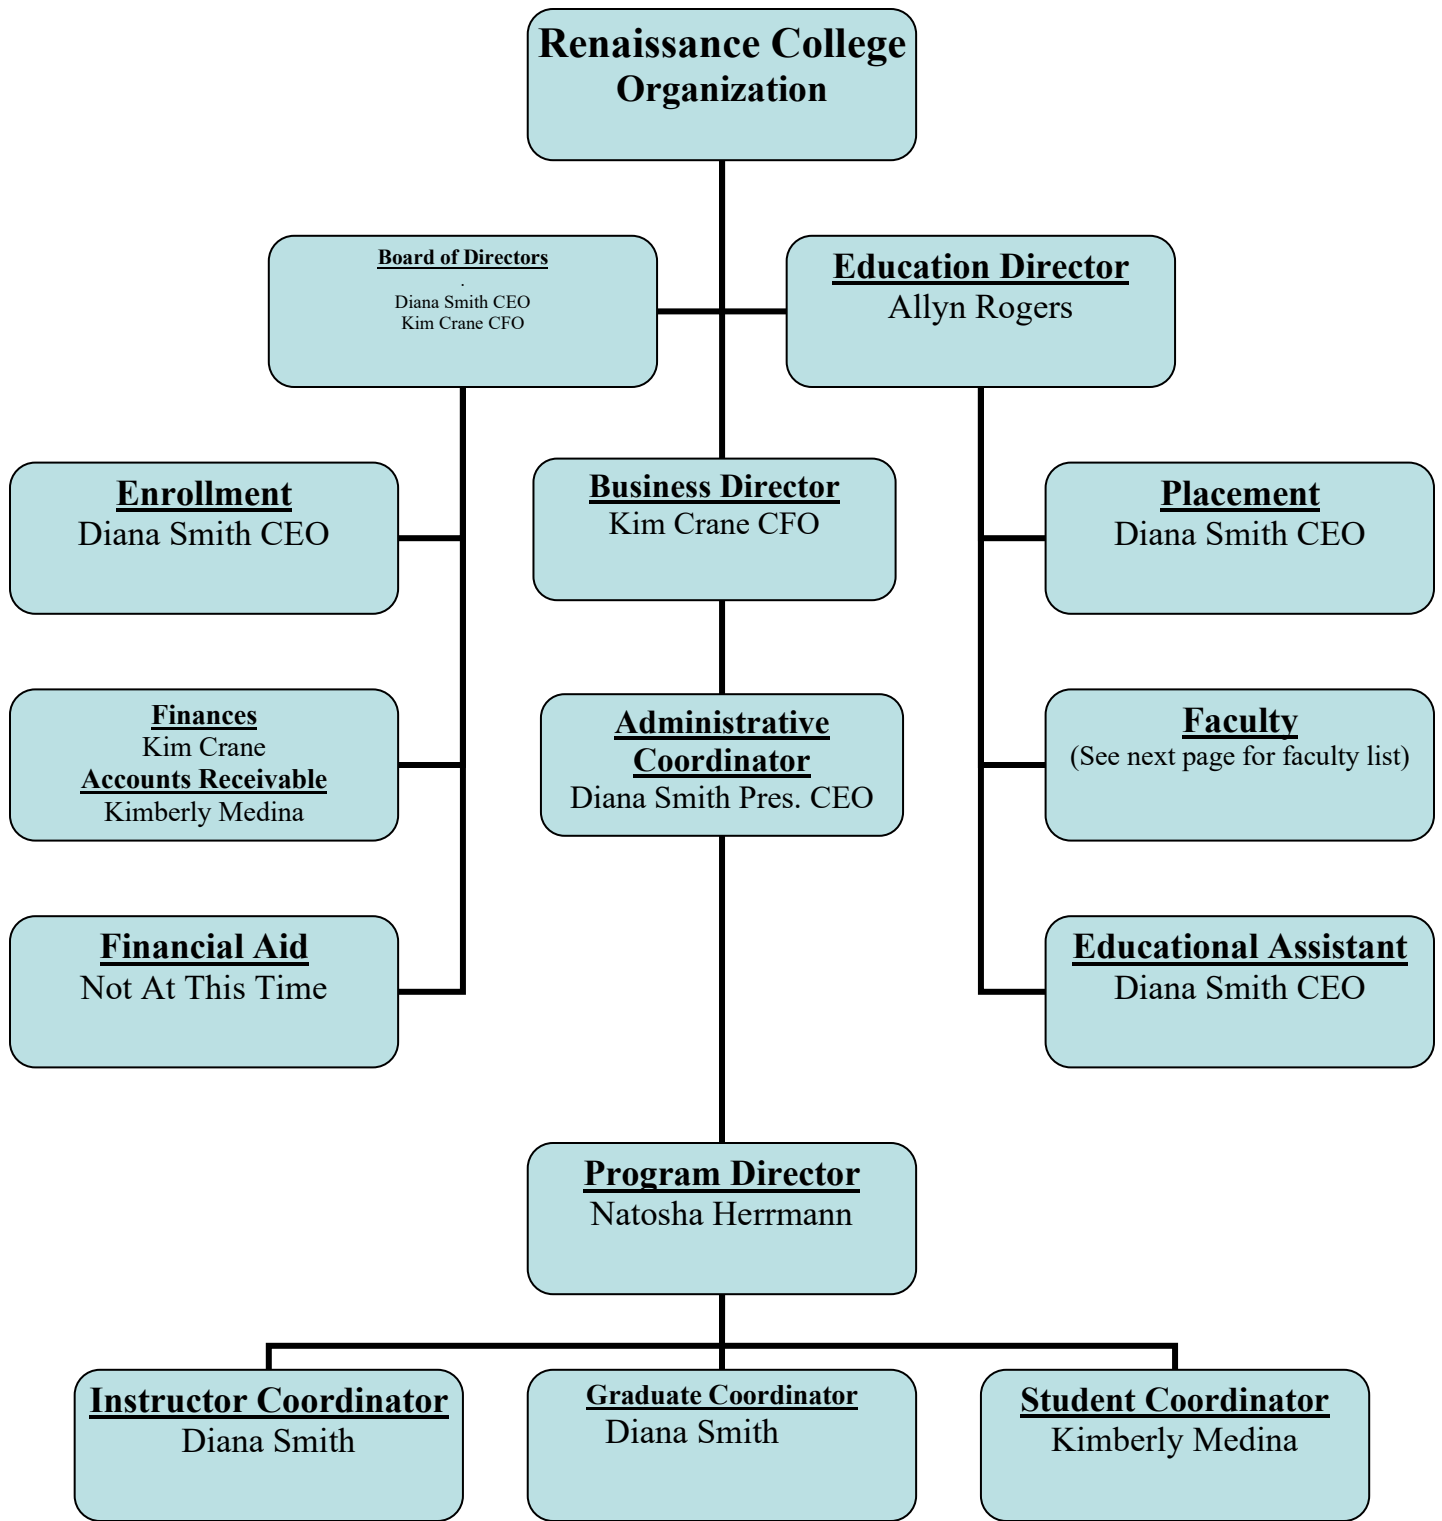 Renaissance College
Organization
Board of Directors
.
Diana Smith CEO
Kim Crane CFO
Education Director
Allyn Rogers
Enrollment
Diana Smith CEO
Business Director
Kim Crane CFO
Placement
Diana Smith CEO
Finances
Kim Crane
Accounts Receivable
Kimberly Medina
Administrative
Coordinator
Diana Smith Pres. CEO
Faculty
(See next page for faculty list)
Financial Aid
Not At This Time
Educational Assistant
Diana Smith CEO
Program Director
Natosha Herrmann
Instructor Coordinator
Diana Smith
Graduate Coordinator
Diana Smith
Student Coordinator
Kimberly Medina